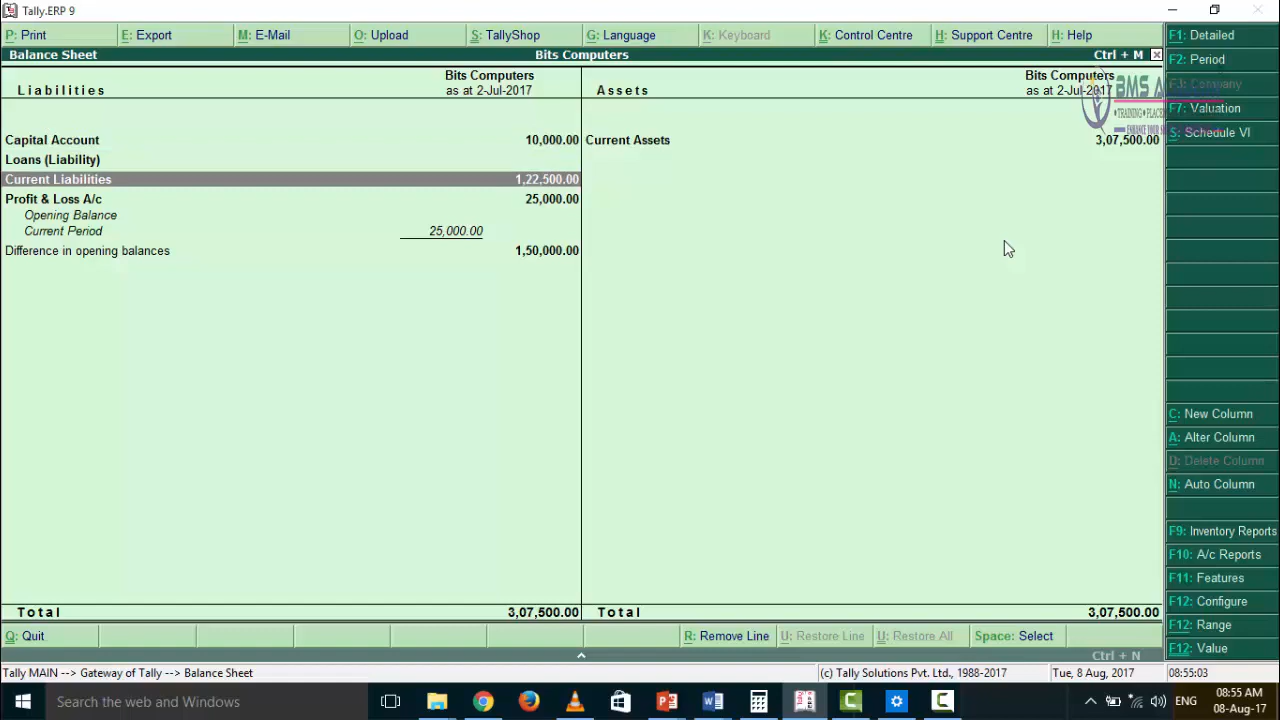 Tally.ERP 9
P: Print
E: Export
M: E-Mail
O: Upload
S: TallyShop
G: Language
K: Keyboard
K: Control Centre
H: Support Centre
H: Help
F1: Detailed
Balance Sheet
Bits Computers
Ctrl + M
F2: Period
Liabilities
Bits Computers
as at 2-Jul-2017
Assets
Bits Computers
as at 2-Jul-2017
F3: Company
F7: Valuation
S: Schedule VI
Capital Account 10,000.00
Current Assets 3,07,500.00
Loans (Liability)
Current Liabilities 1,22,500.00
Profit & Loss A/c 25,000.00
Opening Balance
Current Period 25,000.00
Difference in opening balances 1,50,000.00
C: New Column
A: Alter Column
D: Delete Column
N: Auto Column
F9: Inventory Reports
F10: A/c Reports
F11: Features
F12: Configure
F12: Range
F12: Value
Total 3,07,500.00
Total 3,07,500.00
Q: Quit
R: Remove Line
U: Restore Line
U: Restore All
Space: Select
Ctrl + N
Tally MAIN --> Gateway of Tally --> Balance Sheet
(c) Tally Solutions Pvt. Ltd., 1988-2017
Tue, 8 Aug, 2017
08:55:03
Search the web and Windows
ENG
08:55 AM
08-Aug-17
BMS